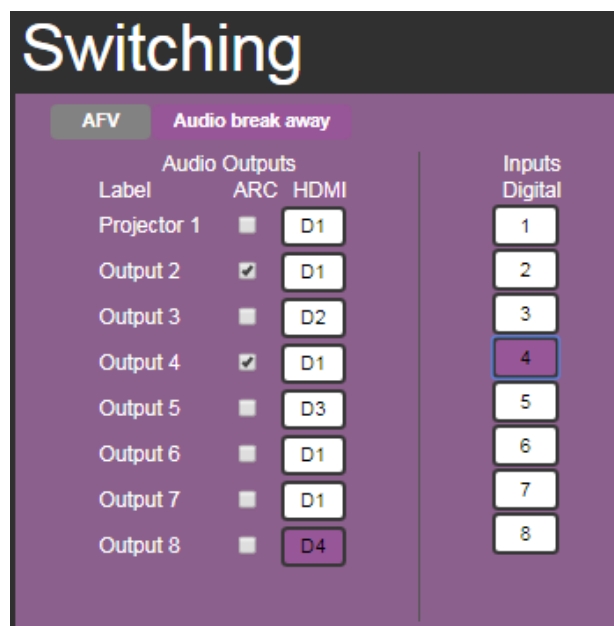 Switching
AFV Audio break away
Audio Outputs Inputs
Label ARC HDMI Digital
Projector 1 D1 1
Output 2 D1 2
Output 3 D2 3
Output 4 D1 4
Output 5 D3 5
Output 6 D1 6
Output 7 D1 7
Output 8 D4 8